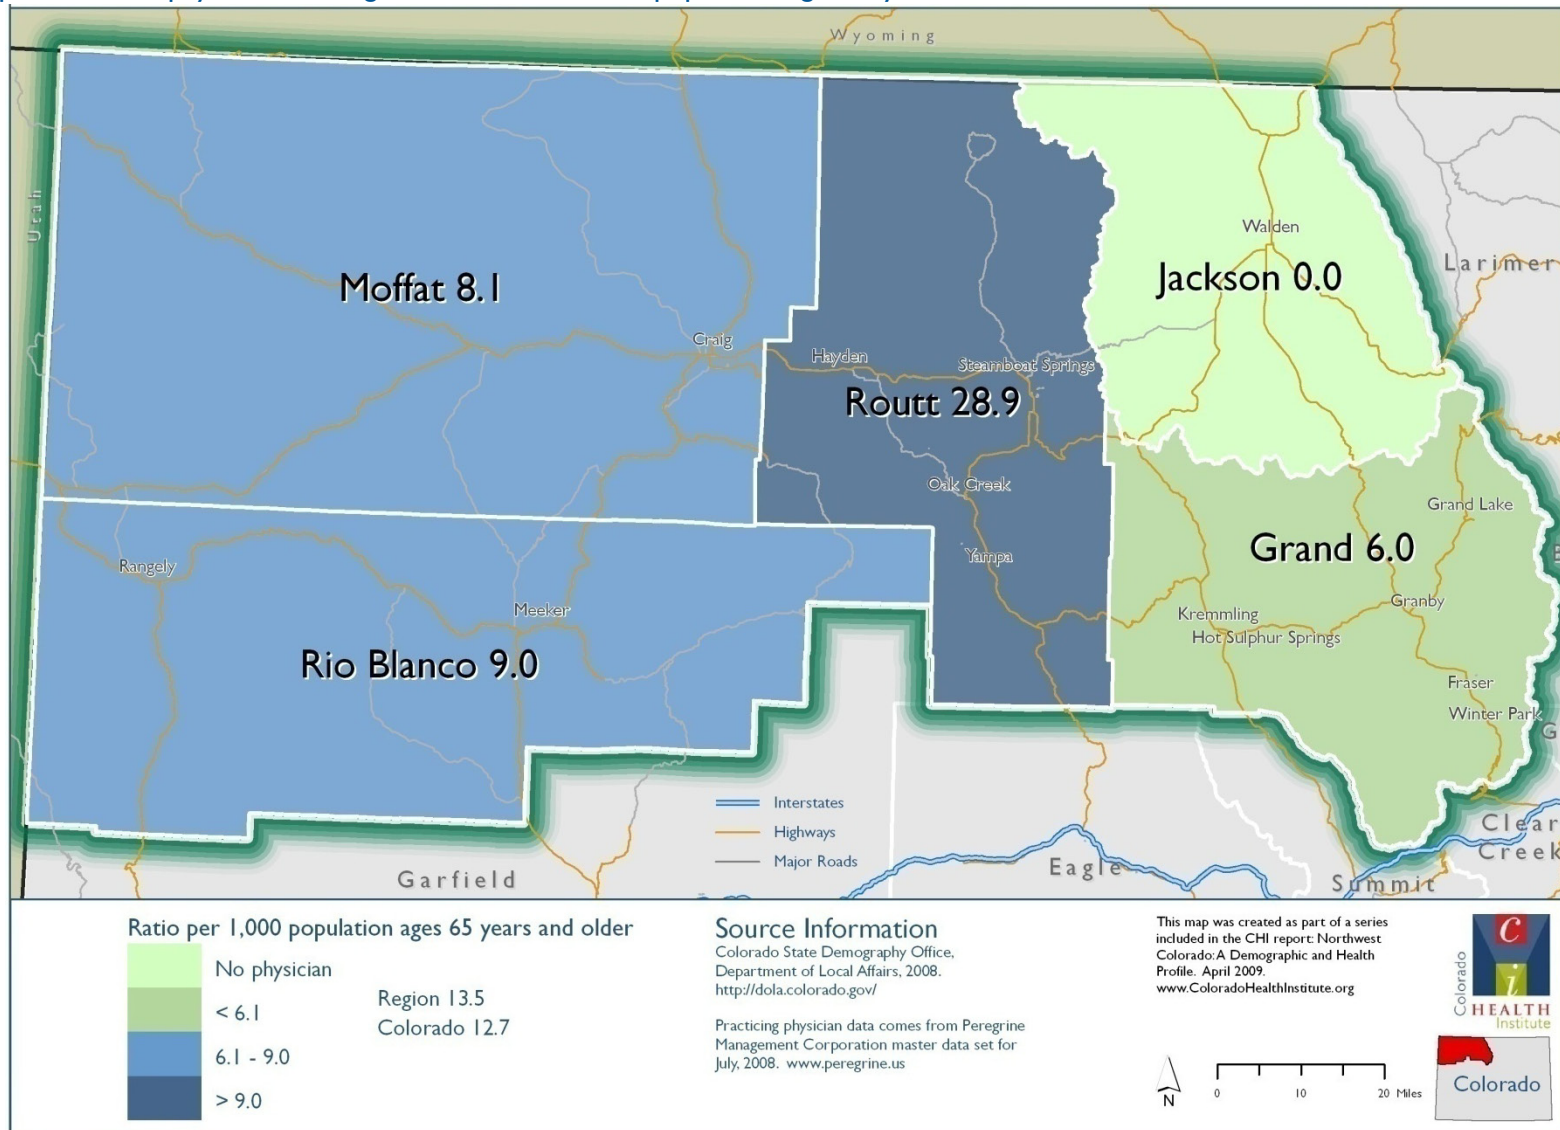 Wyoming
Utah
Moffat 8.1
Craig
Hayden
Steamboat Springs
Routt 28.9
Oak Creek
Yampa
Walden
Jackson 0.0
Larimer
Grand Lake
Grand 6.0
Granby
Kremmling
Hot Sulphur Springs
Fraser
Winter Park
Rangely
Meeker
Rio Blanco 9.0
Interstates
Highways
Major Roads
Garfield
Eagle
Summit
Clear
Creek
Ratio per 1,000 population ages 65 years and older
No physician
< 6.1
6.1 - 9.0
> 9.0
Region 13.5
Colorado 12.7
Source Information
Colorado State Demography Office,
Department of Local Affairs, 2008.
http://dola.colorado.gov/
Practicing physician data comes from Peregrine
Management Corporation master data set for
July, 2008. www.peregrine.us
This map was created as part of a series
included in the CHI report: Northwest
Colorado: A Demographic and Health
Profile. April 2009.
www.ColoradoHealthInstitute.org
N
0 10 20 Miles
C
i
Colorado
HEALTH
Institute
Colorado